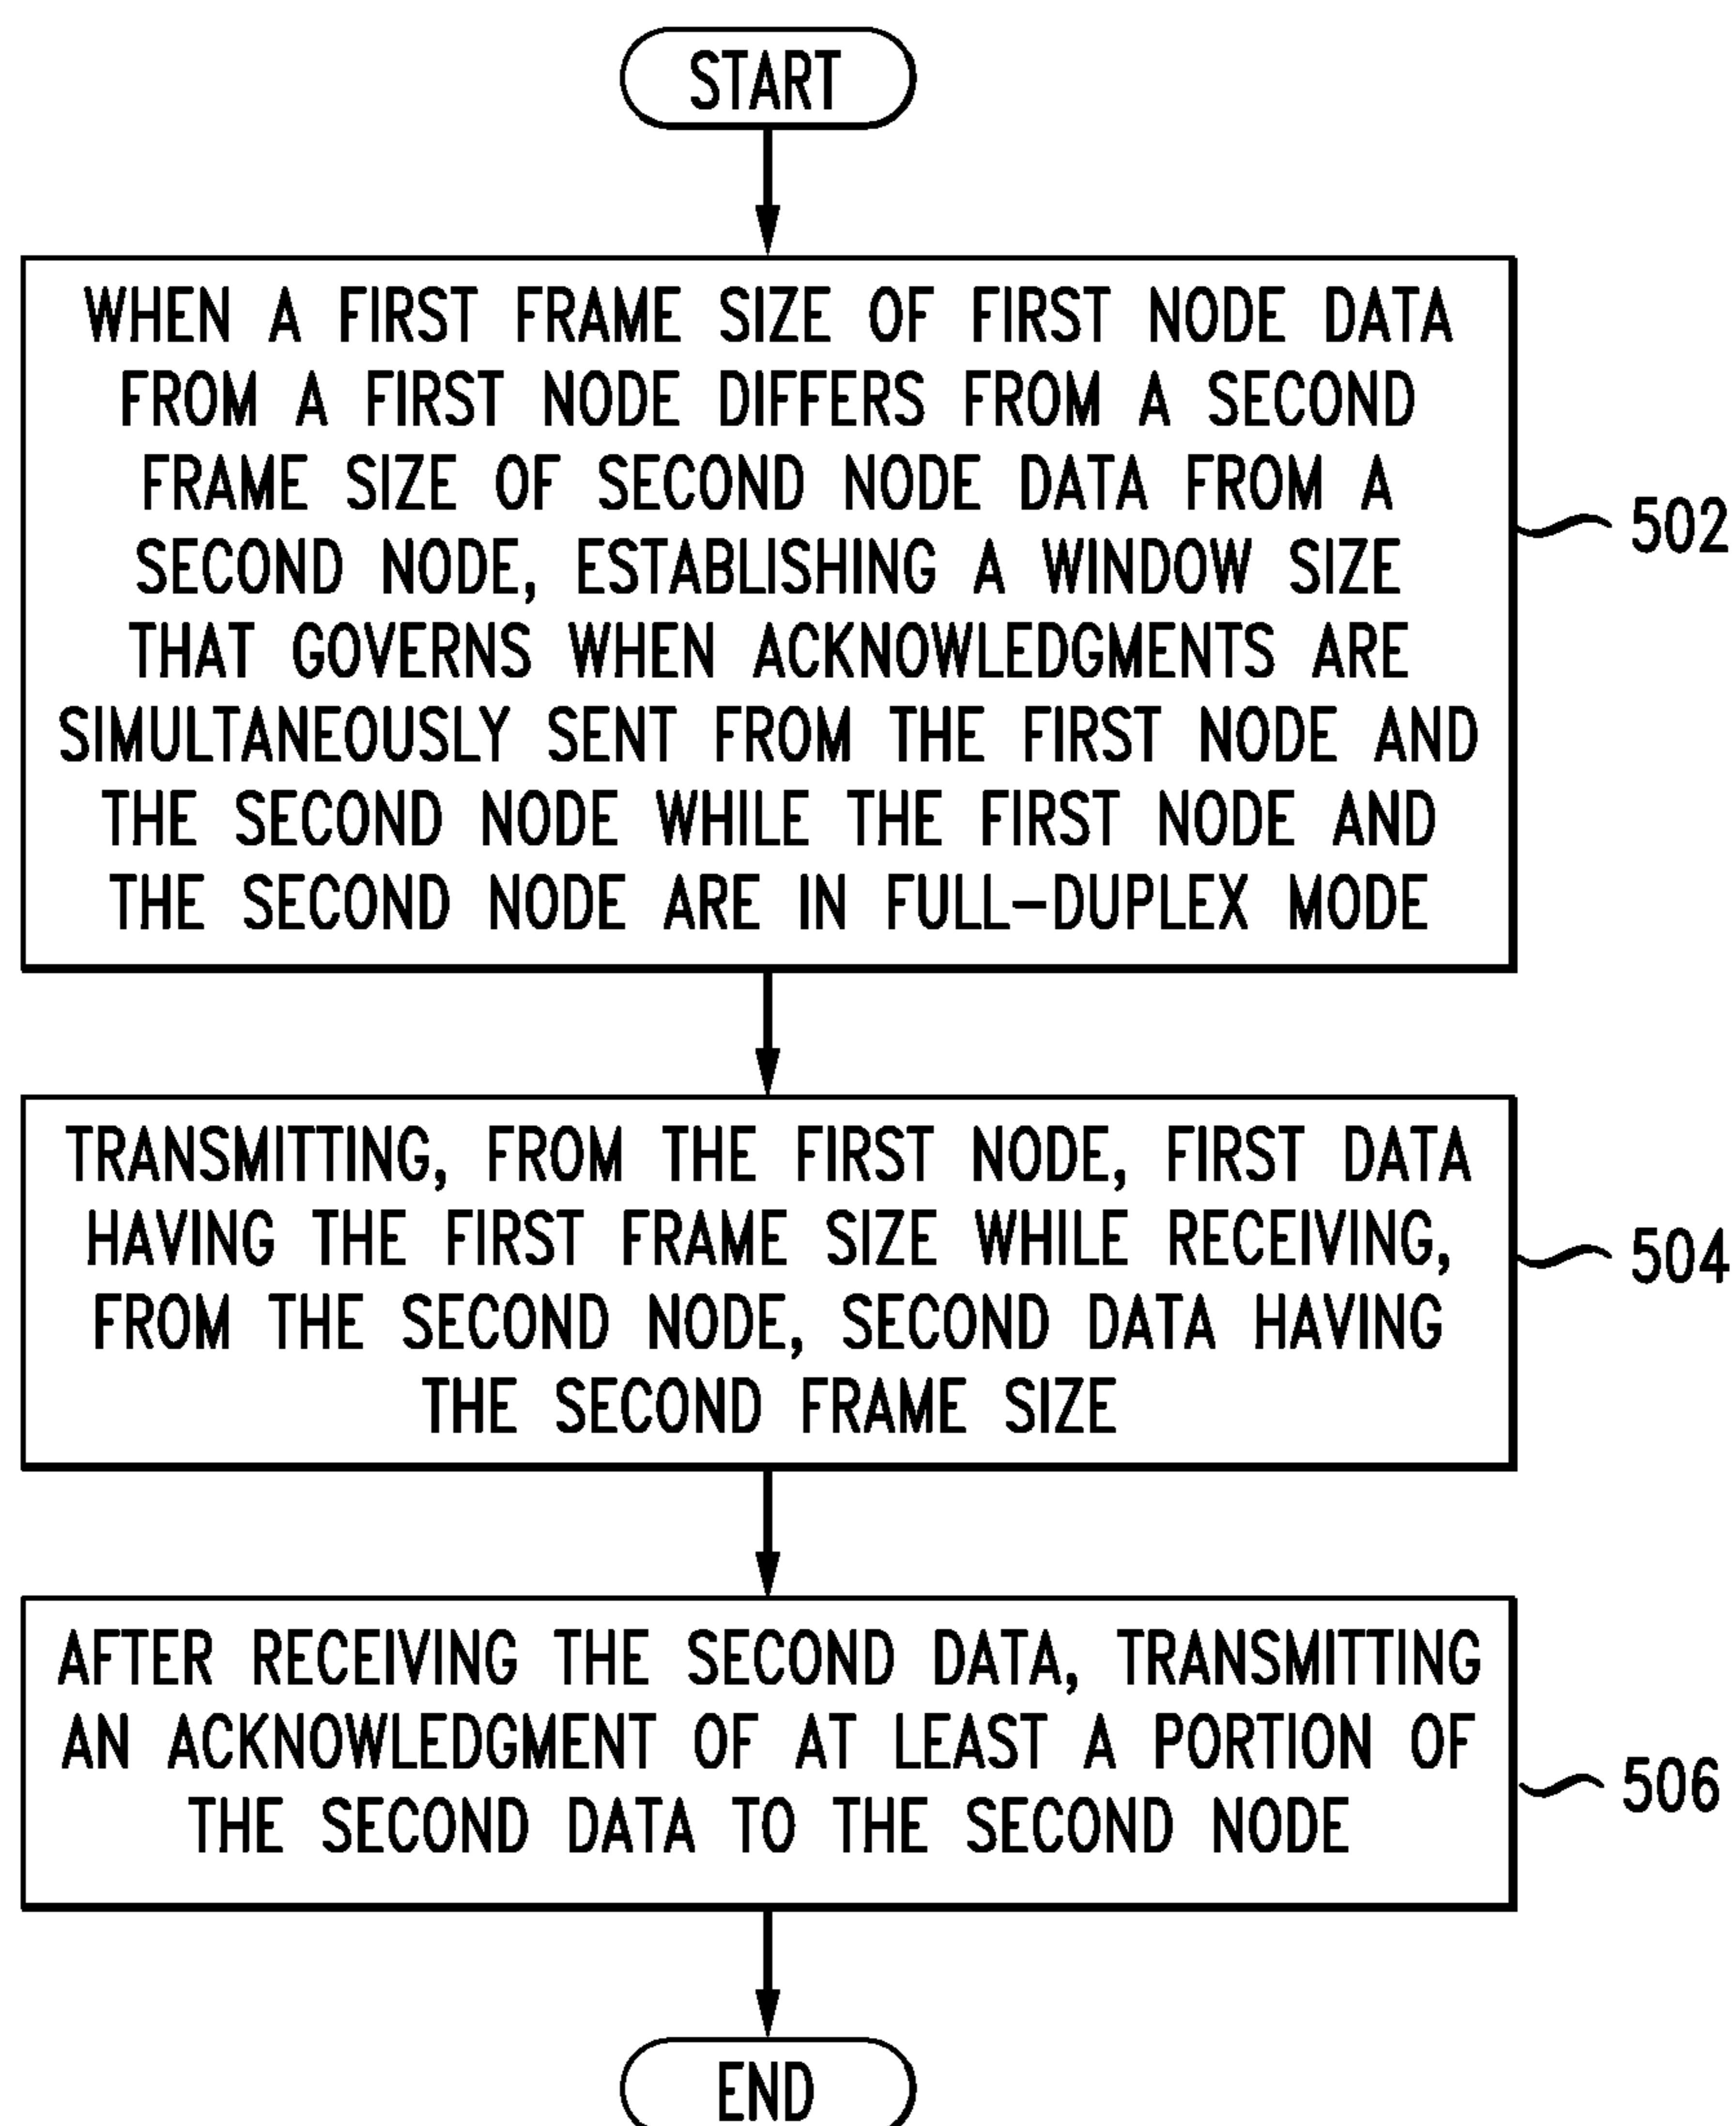 START
WHEN A FIRST FRAME SIZE OF FIRST NODE DATA
FROM A FIRST NODE DIFFERS FROM A SECOND
FRAME SIZE OF SECOND NODE DATA FROM A
SECOND NODE, ESTABLISHING A WINDOW SIZE
THAT GOVERNS WHEN ACKNOWLEDGMENTS ARE
SIMULTANEOUSLY SENT FROM THE FIRST NODE AND
THE SECOND NODE WHILE THE FIRST NODE AND
THE SECOND NODE ARE IN FULL-DUPLEX MODE
502
TRANSMITTING, FROM THE FIRST NODE, FIRST DATA
HAVING THE FIRST FRAME SIZE WHILE RECEIVING,
FROM THE SECOND NODE, SECOND DATA HAVING
THE SECOND FRAME SIZE
504
AFTER RECEIVING THE SECOND DATA, TRANSMITTING
AN ACKNOWLEDGMENT OF AT LEAST A PORTION OF
THE SECOND DATA TO THE SECOND NODE
506
END